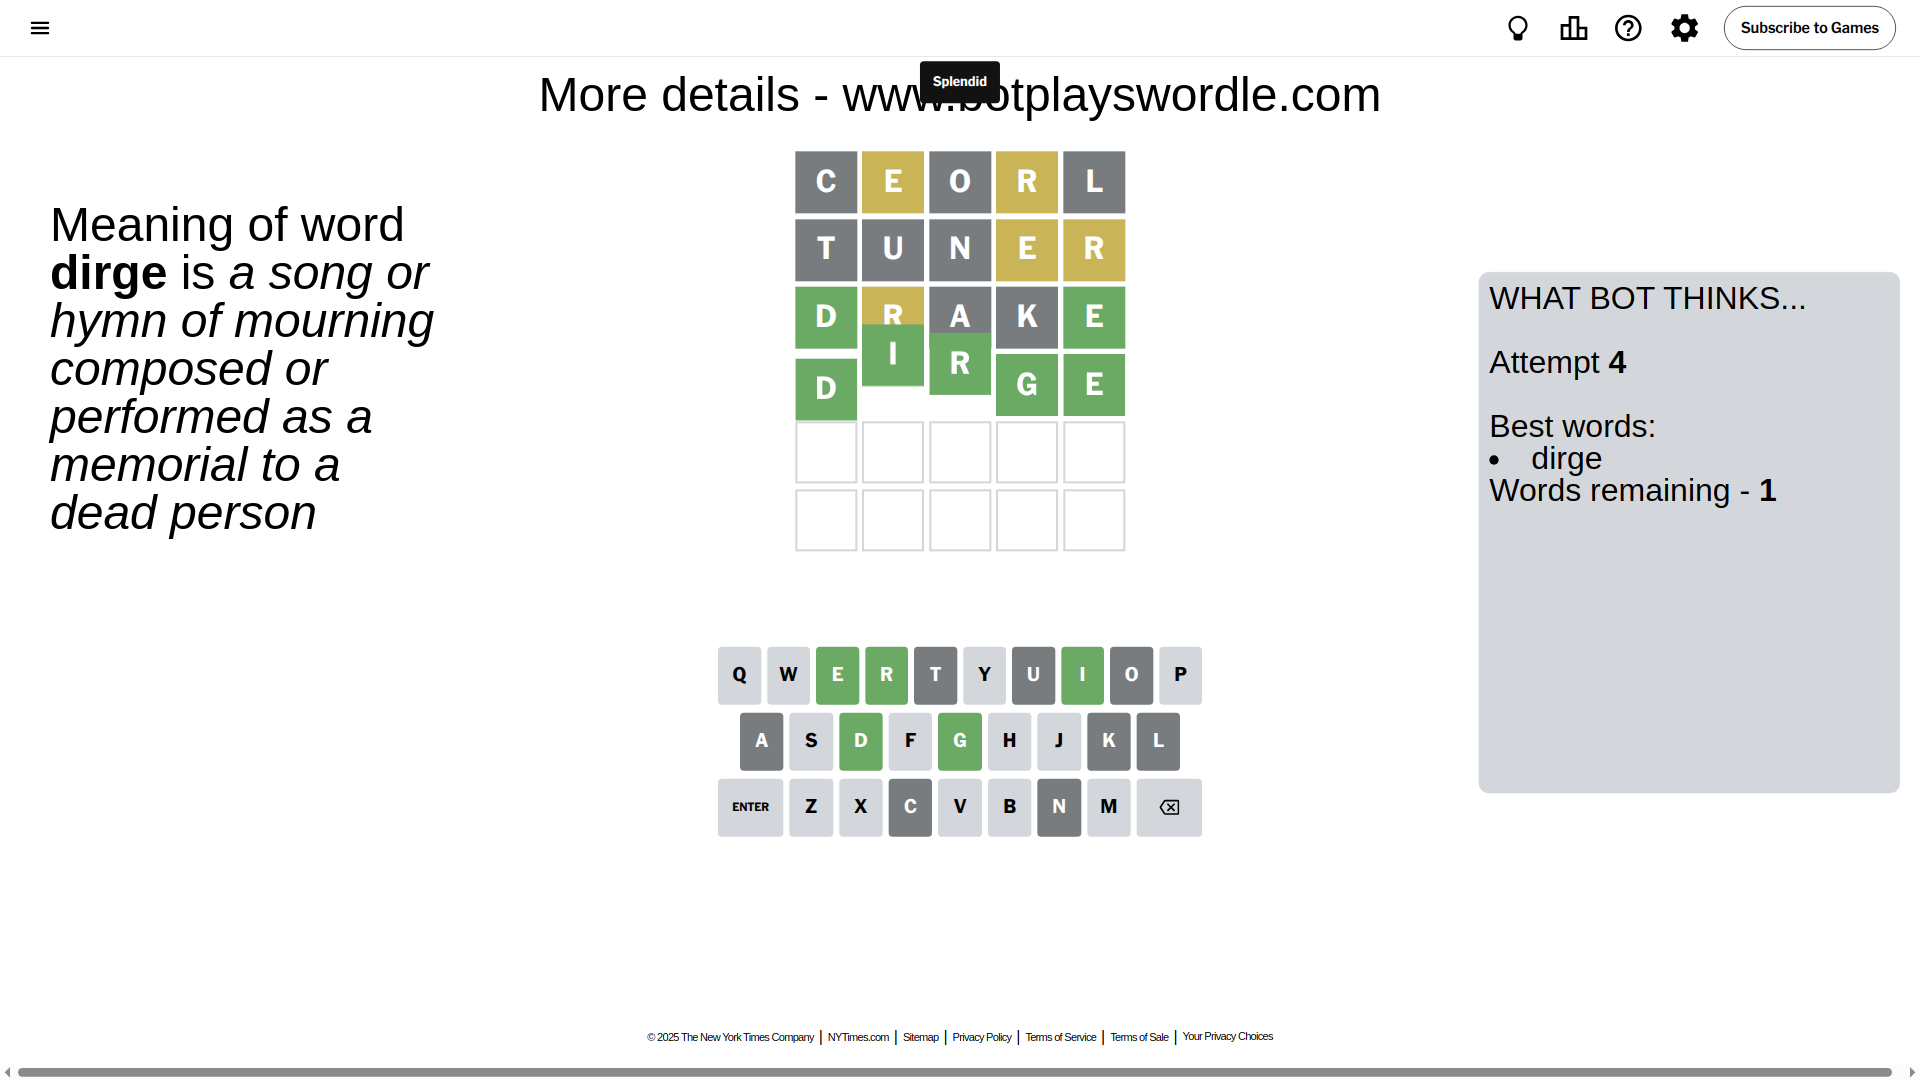 Subscribe to Games
Splendid
More details - www.botplayswordle.com
Meaning of word
dirge is a song or
hymn of mourning
composed or
performed as a
memorial to a
dead person
C E O R L
T U N E R
D R A K E
D I R G E
WHAT BOT THINKS...
Attempt 4
Best words:
• dirge
Words remaining - 1
Q W E R T Y U I O P
A S D F G H J K L
ENTER Z X C V B N M
© 2025 The New York Times Company | NYTimes.com | Sitemap | Privacy Policy | Terms of Service | Terms of Sale | Your Privacy Choices